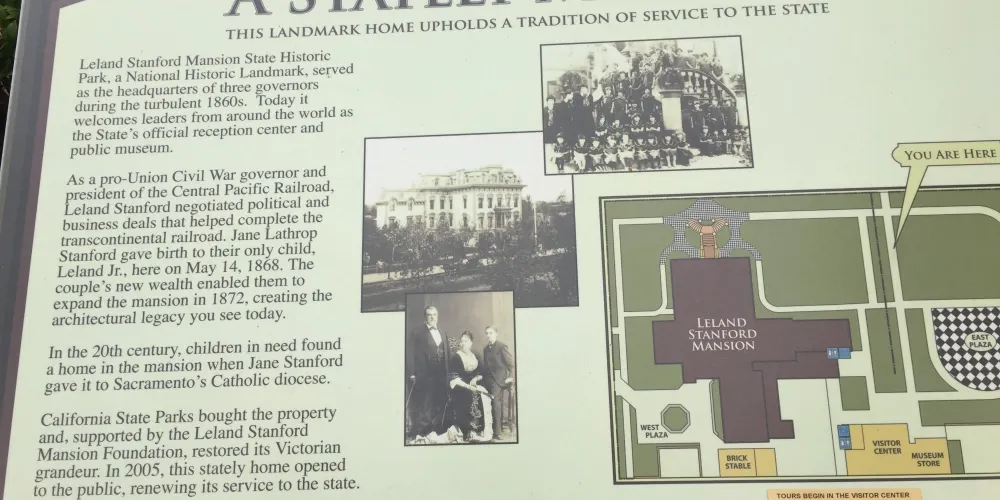 A STATELY
THIS LANDMARK HOME UPHOLDS A TRADITION OF SERVICE TO THE STATE
Leland Stanford Mansion State Historic
Park, a National Historic Landmark, served
as the headquarters of three governors
during the turbulent 1860s. Today it
welcomes leaders from around the world as
the State's official reception center and
public museum.
As a pro-Union Civil War governor and
president of the Central Pacific Railroad,
Leland Stanford negotiated political and
business deals that helped complete the
transcontinental railroad. Jane Lathrop
Stanford gave birth to their only child,
Leland Jr., here on May 14, 1868. The
couple's new wealth enabled them to
expand the mansion in 1872, creating the
architectural legacy you see today.
In the 20th century, children in need found
a home in the mansion when Jane Stanford
gave it to Sacramento's Catholic diocese.
California State Parks bought the property
and, supported by the Leland Stanford
Mansion Foundation, restored its Victorian
grandeur. In 2005, this stately home opened
to the public, renewing its service to the state.
YOU ARE HERE
LELAND
STANFORD
MANSION
EAST
PLAZA
WEST
PLAZA
BRICK
STABLE
VISITOR
CENTER
MUSEUM
STORE
TOURS BEGIN IN THE VISITOR CENTER